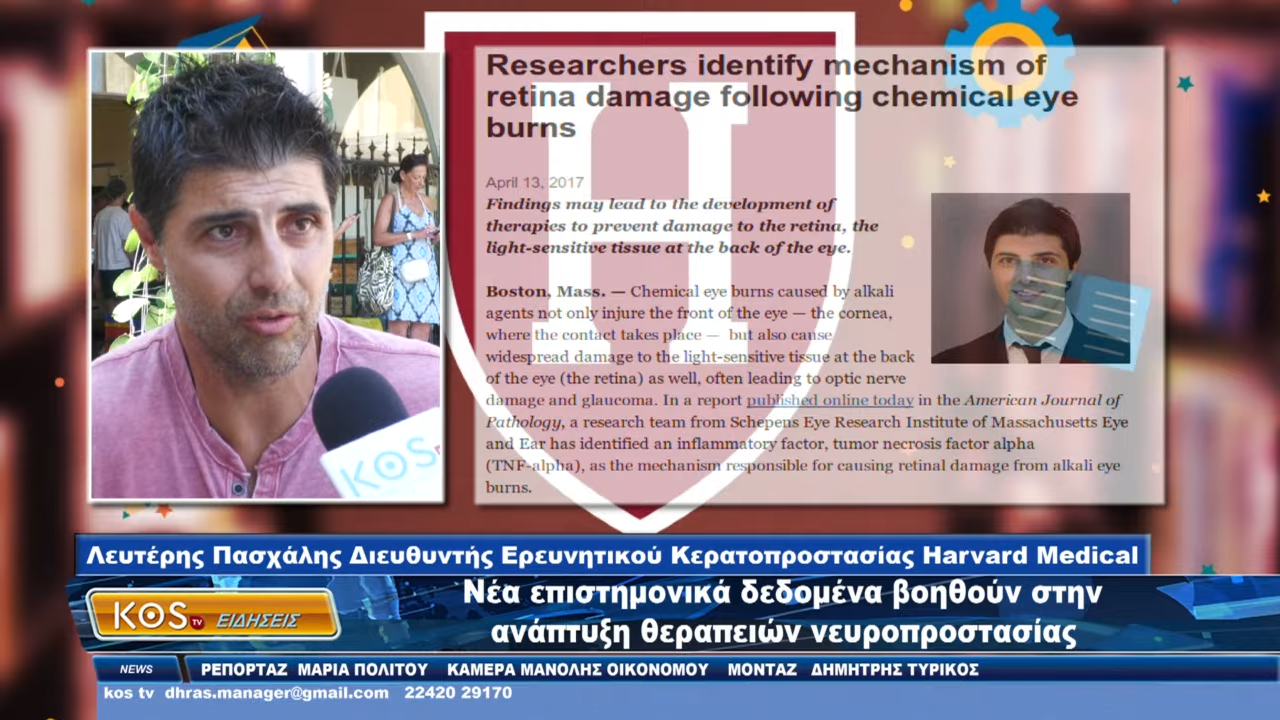 Researchers identify mechanism of
retina damage following chemical eye
burns
April 13, 2017
Findings may lead to the development of
therapies to prevent damage to the retina, the
light-sensitive tissue at the back of the eye.
Boston, Mass. — Chemical eye burns caused by alkali
agents not only injure the front of the eye — the cornea,
where the contact takes place — but also cause
widespread damage to the light-sensitive tissue at the back
of the eye (the retina) as well, often leading to optic nerve
damage and glaucoma. In a report published online today in the American Journal of
Pathology, a research team from Schepens Eye Research Institute of Massachusetts Eye
and Ear has identified an inflammatory factor, tumor necrosis factor alpha
(TNF-alpha), as the mechanism responsible for causing retinal damage from alkali eye
burns.
KOS
Λευτέρης Πασχάλης Διευθυντής Ερευνητικού Κερατοπροστασίας Harvard Medical
Νέα επιστημονικά δεδομένα βοηθούν στην
ανάπτυξη θεραπειών νευροπροστασίας
KOS TV ΕΙΔΗΣΕΙΣ
NEWS ΡΕΠΟΡΤΑΖ ΜΑΡΙΑ ΠΟΛΙΤΟΥ ΚΑΜΕΡΑ ΜΑΝΟΛΗΣ ΟΙΚΟΝΟΜΟΥ ΜΟΝΤΑΖ ΔΗΜΗΤΡΗΣ ΤΥΡΙΚΟΣ
kos tv dhras.manager@gmail.com 22420 29170